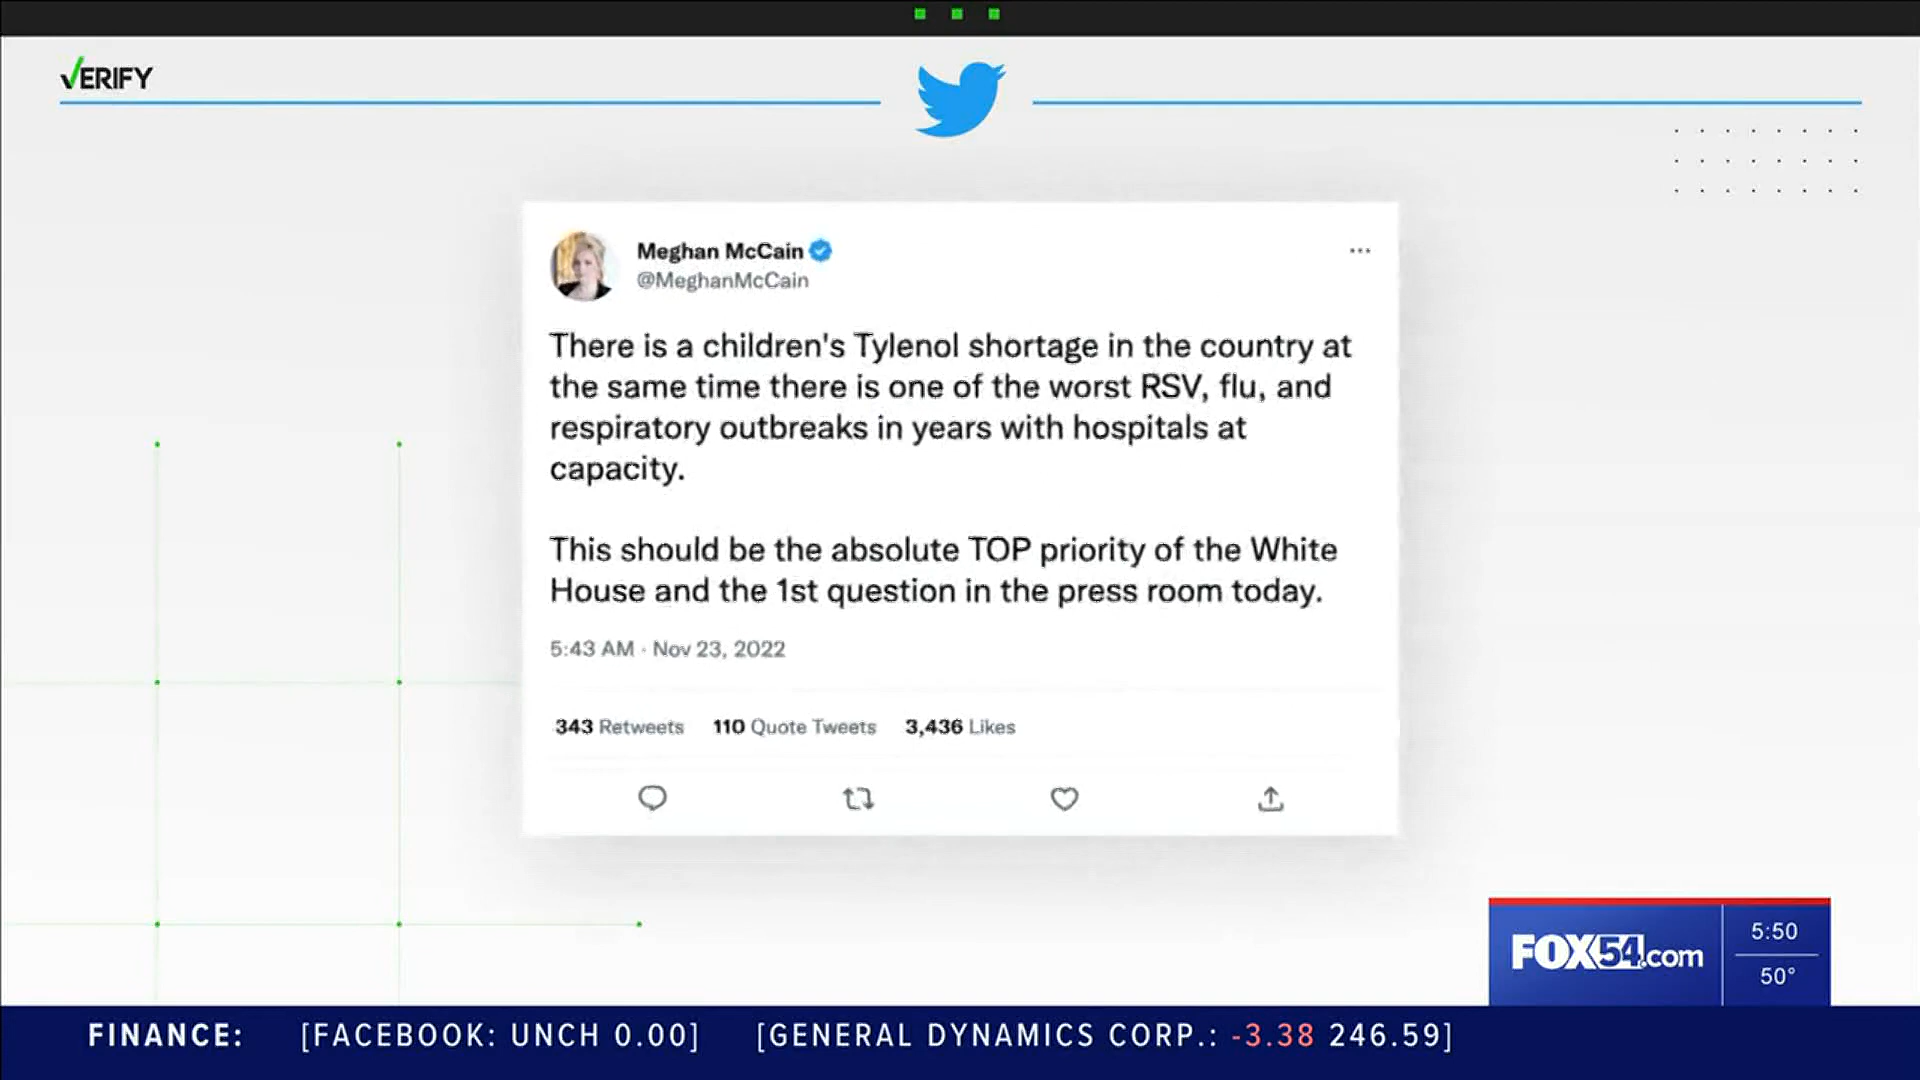 VERIFY
Meghan McCain
@MeghanMcCain
There is a children's Tylenol shortage in the country at
the same time there is one of the worst RSV, flu, and
respiratory outbreaks in years with hospitals at
capacity.
This should be the absolute TOP priority of the White
House and the 1st question in the press room today.
5:43 AM · Nov 23, 2022
343 Retweets 110 Quote Tweets 3,436 Likes
FOX54.com
5:50
50°
FINANCE: [FACEBOOK: UNCH 0.00] [GENERAL DYNAMICS CORP.: -3.38 246.59]